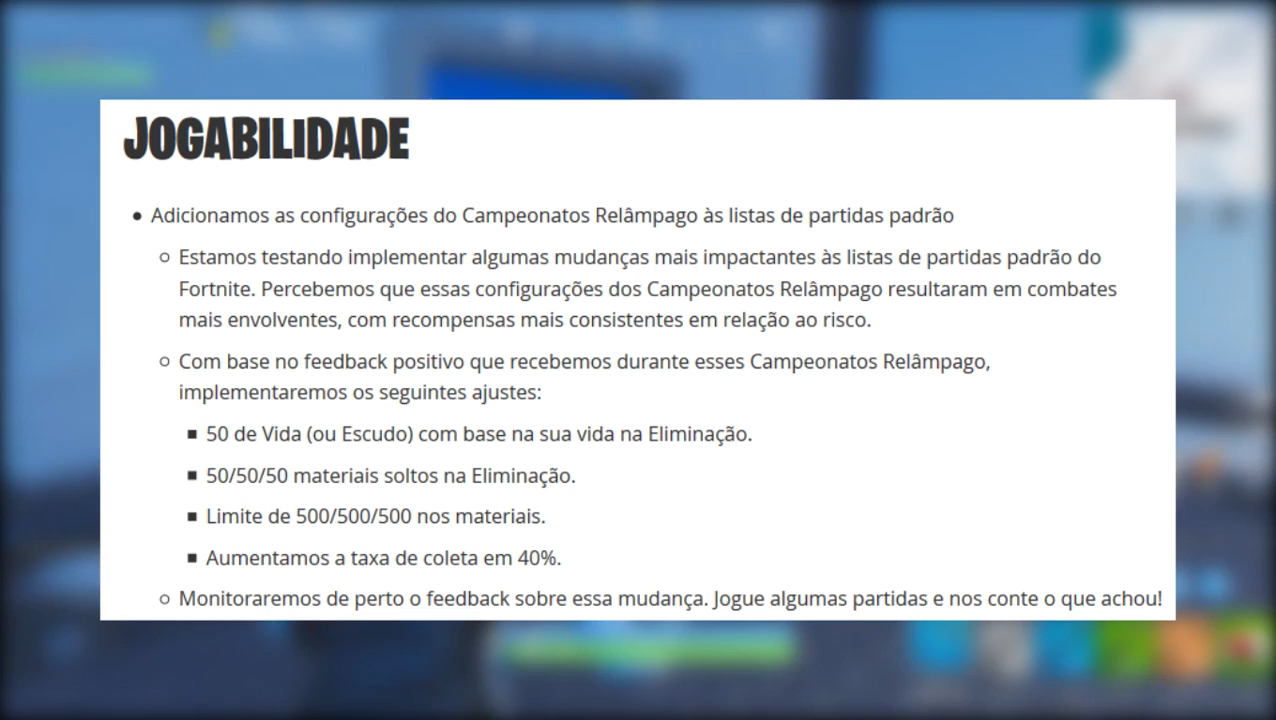 JOGABILIDADE
• Adicionamos as configurações do Campeonatos Relâmpago às listas de partidas padrão
○ Estamos testando implementar algumas mudanças mais impactantes às listas de partidas padrão do
Fortnite. Percebemos que essas configurações dos Campeonatos Relâmpago resultaram em combates
mais envolventes, com recompensas mais consistentes em relação ao risco.
○ Com base no feedback positivo que recebemos durante esses Campeonatos Relâmpago,
implementaremos os seguintes ajustes:
■ 50 de Vida (ou Escudo) com base na sua vida na Eliminação.
■ 50/50/50 materiais soltos na Eliminação.
■ Limite de 500/500/500 nos materiais.
■ Aumentamos a taxa de coleta em 40%.
○ Monitoraremos de perto o feedback sobre essa mudança. Jogue algumas partidas e nos conte o que achou!